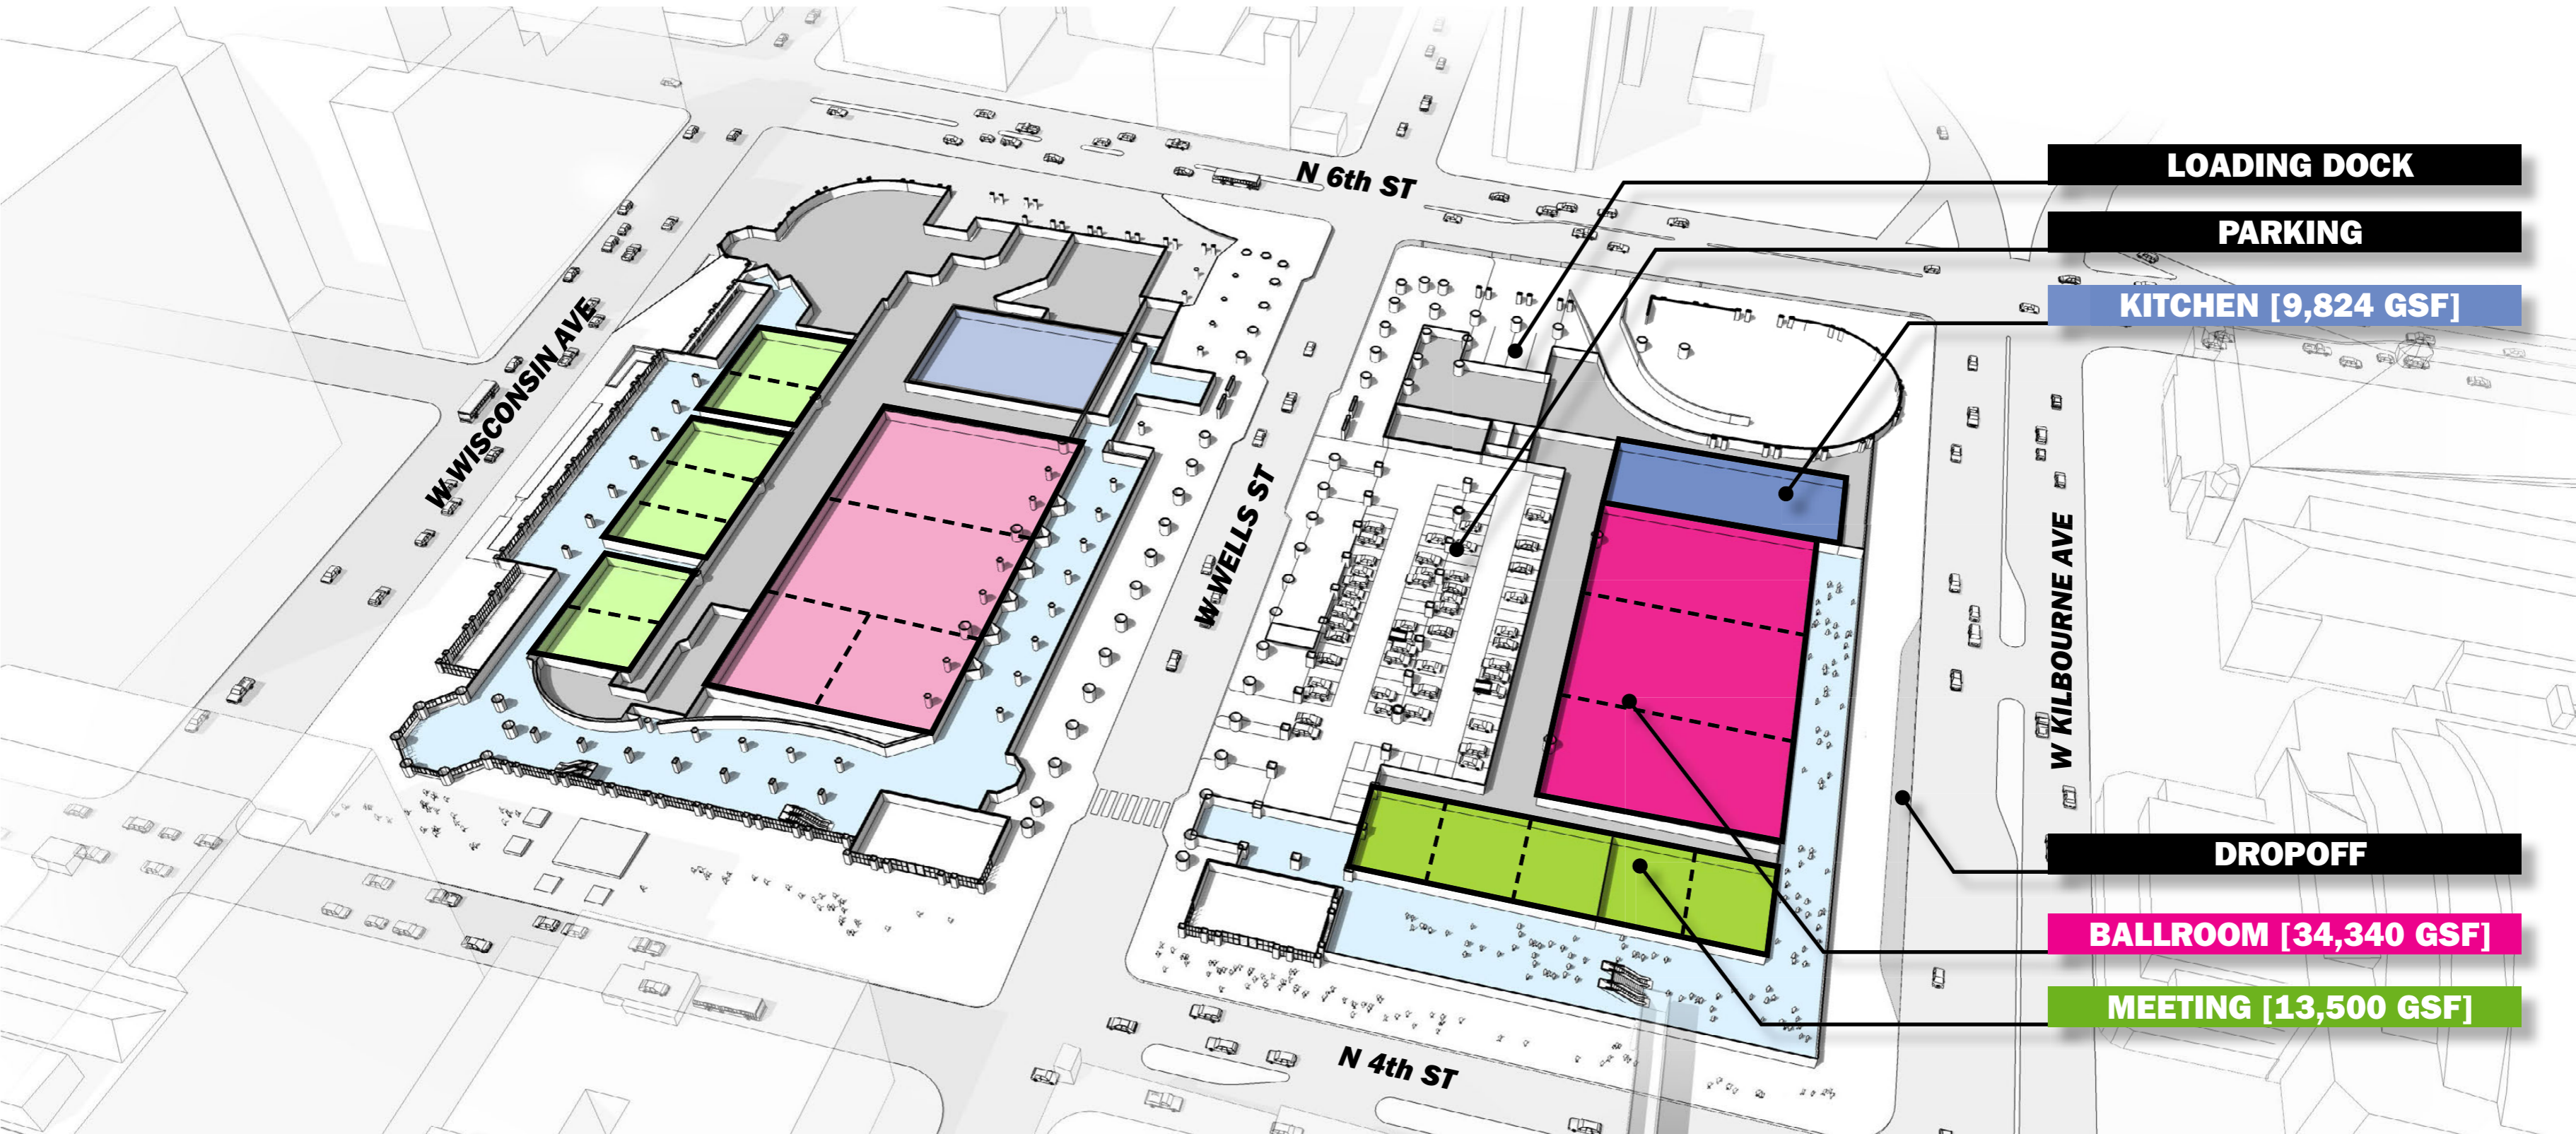 LOADING DOCK
N 6th ST
PARKING
KITCHEN [9,824 GSF]
W. WISCONSIN AVE
W WELLS ST
W KILBOURNE AVE
DROPOFF
BALLROOM [34,340 GSF]
MEETING [13,500 GSF]
N 4th ST